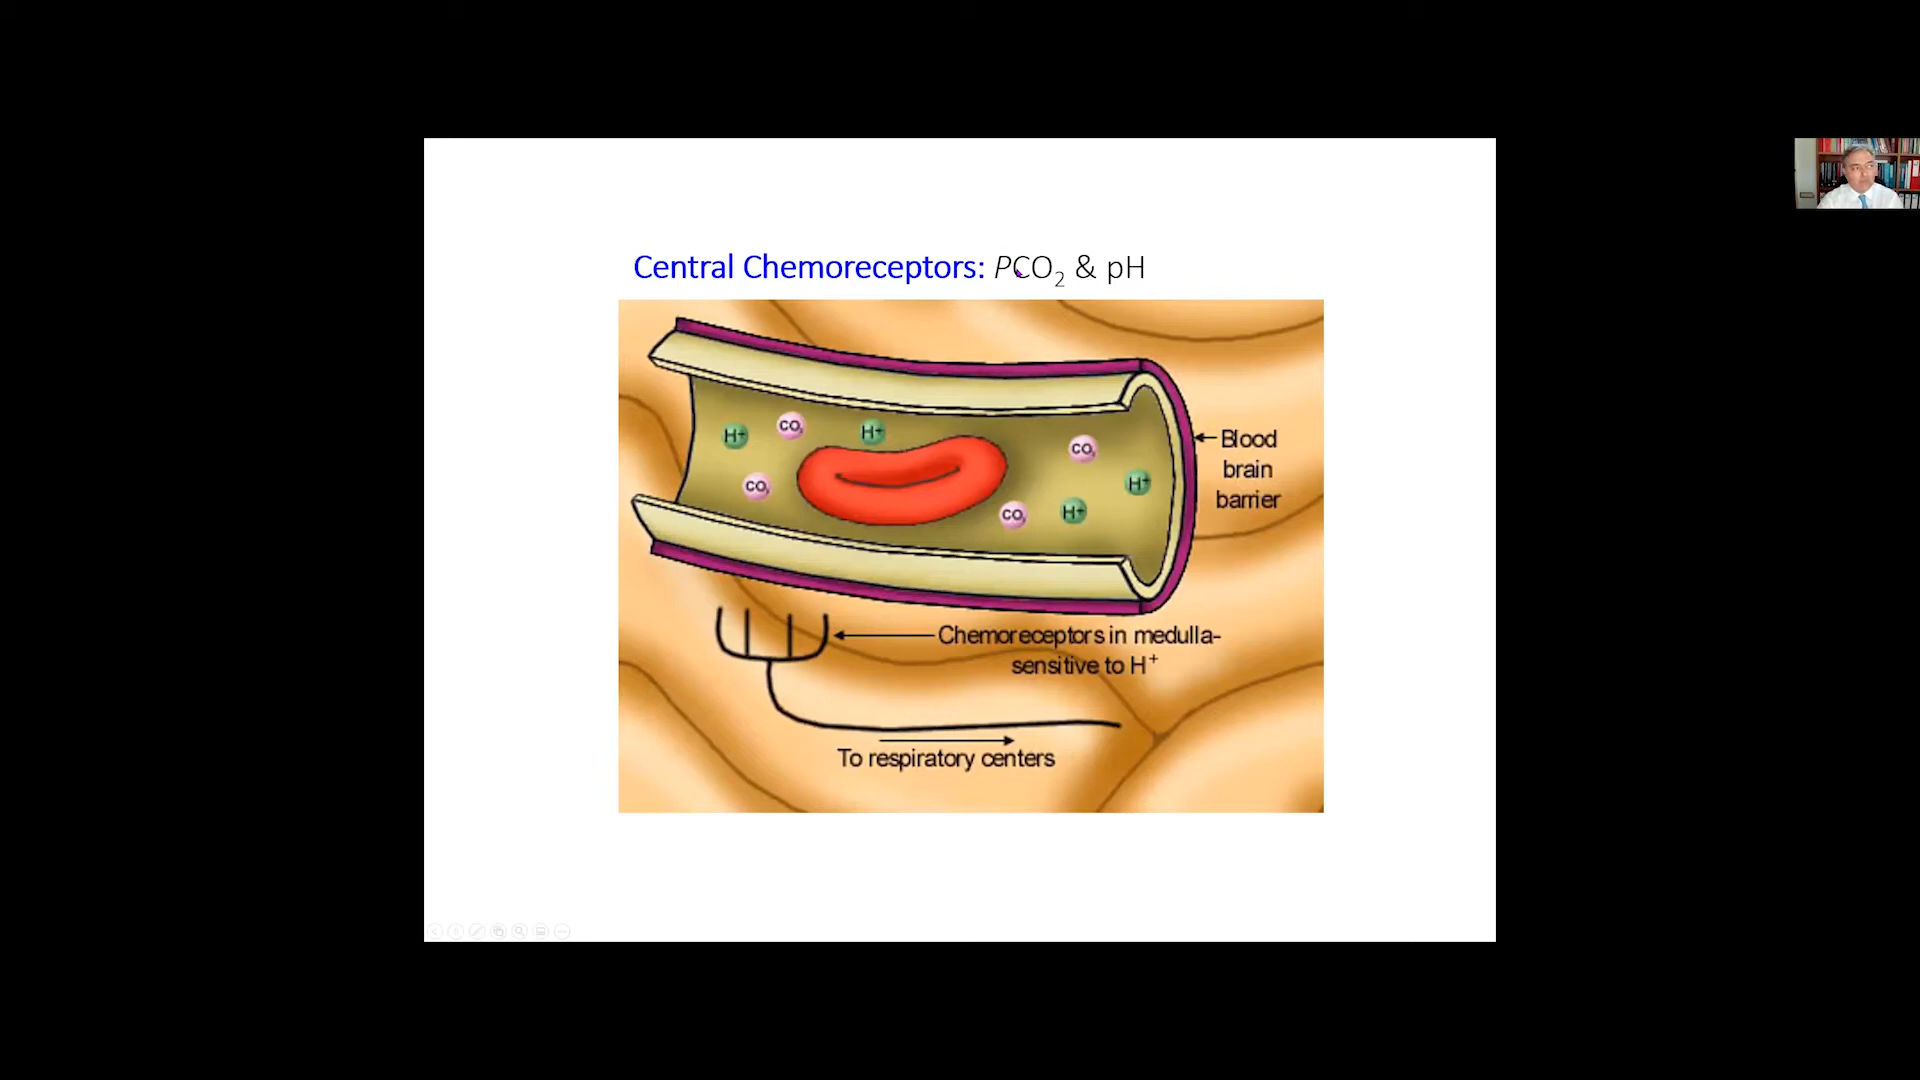 Central Chemoreceptors: PCO₂ & pH
H⁺
CO₂
H⁺
CO₂
CO₂
H⁺
CO₂
H⁺
Blood
brain
barrier
Chemoreceptors in medulla-
sensitive to H⁺
To respiratory centers